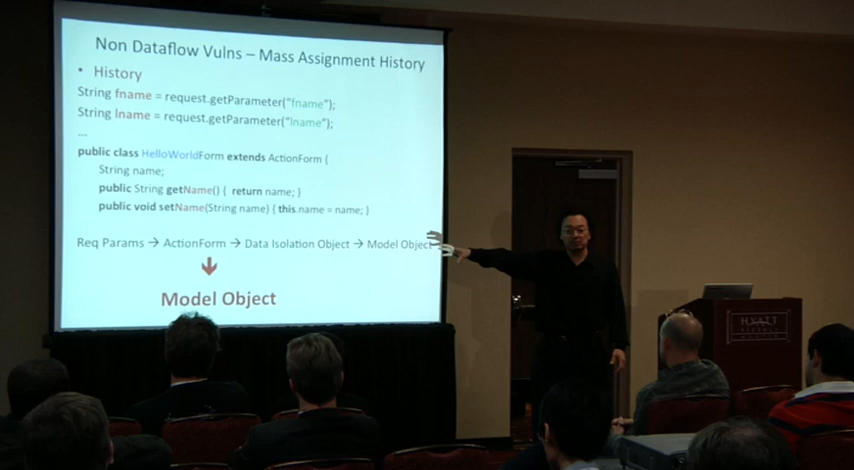 Non Dataflow Vulns – Mass Assignment History
• History
String fname = request.getParameter("fname");
String lname = request.getParameter("lname");
...
public class HelloWorldForm extends ActionForm {
String name;
public String getName() { return name; }
public void setName(String name) { this.name = name; }
Req Params → ActionForm → Data Isolation Object → Model Object
Model Object
HYATT
REGENCY